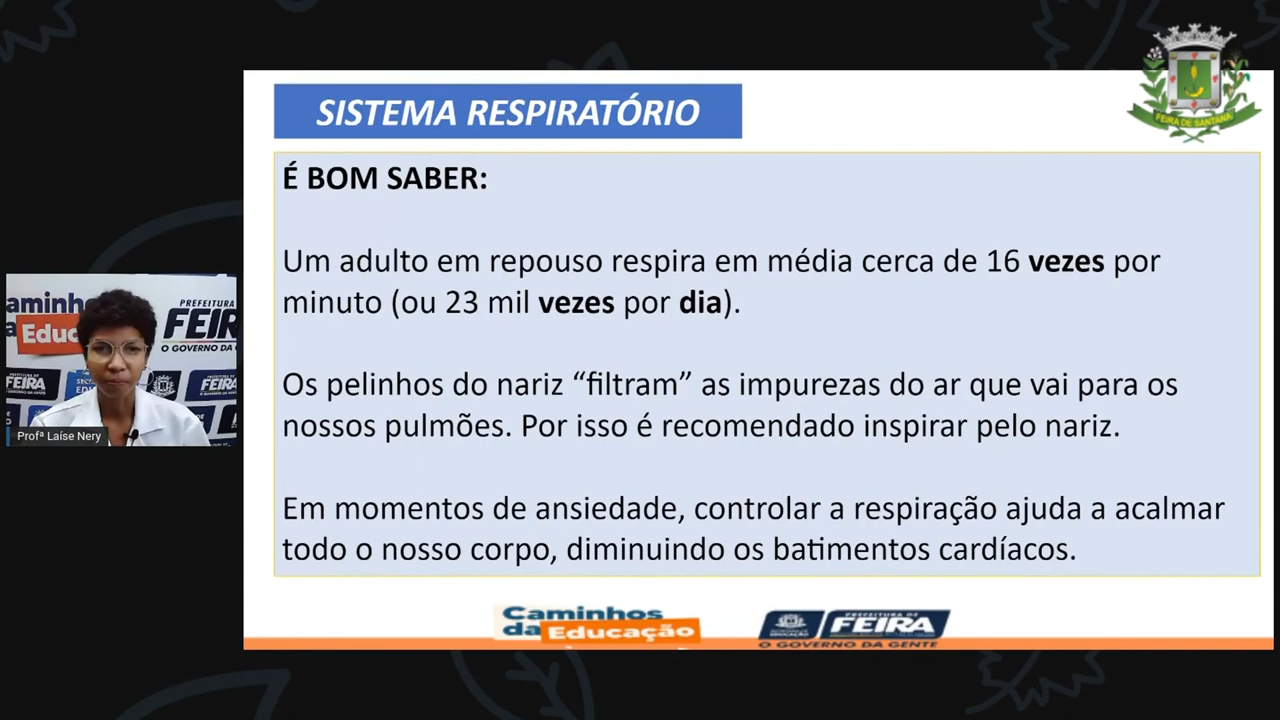 SISTEMA RESPIRATÓRIO
FEIRA DE SANTANA
É BOM SABER:
Um adulto em repouso respira em média cerca de 16 vezes por
minuto (ou 23 mil vezes por dia).
Os pelinhos do nariz “filtram” as impurezas do ar que vai para os
nossos pulmões. Por isso é recomendado inspirar pelo nariz.
Em momentos de ansiedade, controlar a respiração ajuda a acalmar
todo o nosso corpo, diminuindo os batimentos cardíacos.
aminho
Educ
PREFEITURA
FEIR
O GOVERNO DA
FEIRA
FEIRA
Profª Laíse Nery
Caminhos
da Educação
PREFEITURA DE
FEIRA
EDUCAÇÃO
O GOVERNO DA GENTE